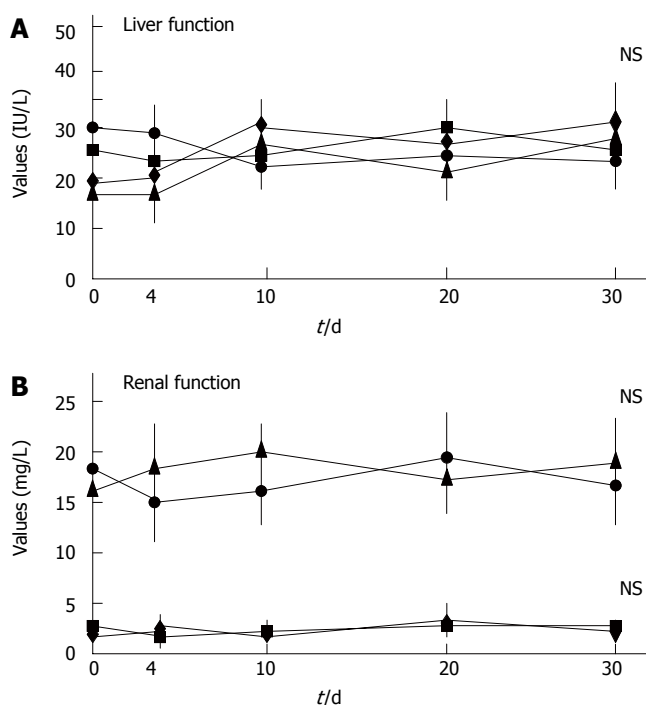 A
Liver function
NS
Values (IU/L)
50
40
30
20
10
0
0 4 10 20 30
t/d
B
Renal function
NS
Values (mg/L)
25
20
15
10
5
0
NS
0 4 10 20 30
t/d